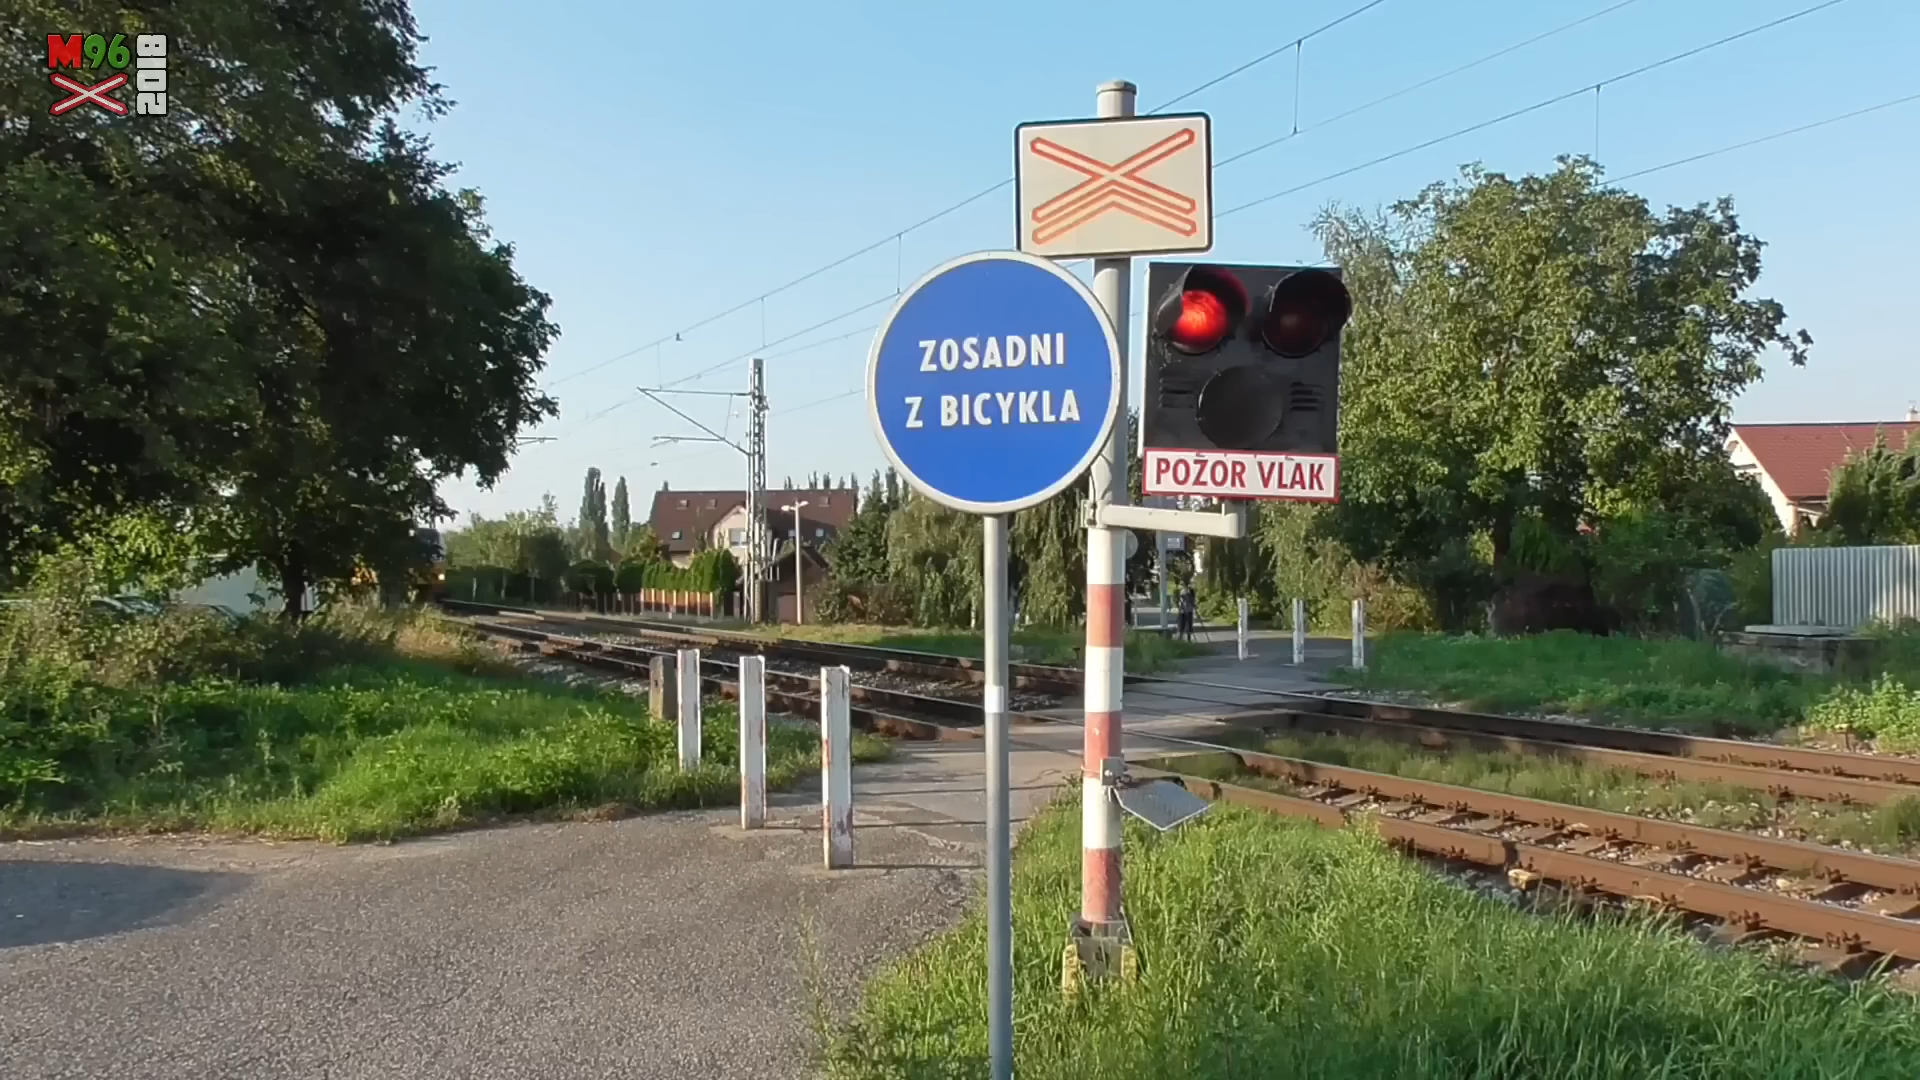 M96
2018
ZOSADNI
Z BICYKLA
POZOR VLAK